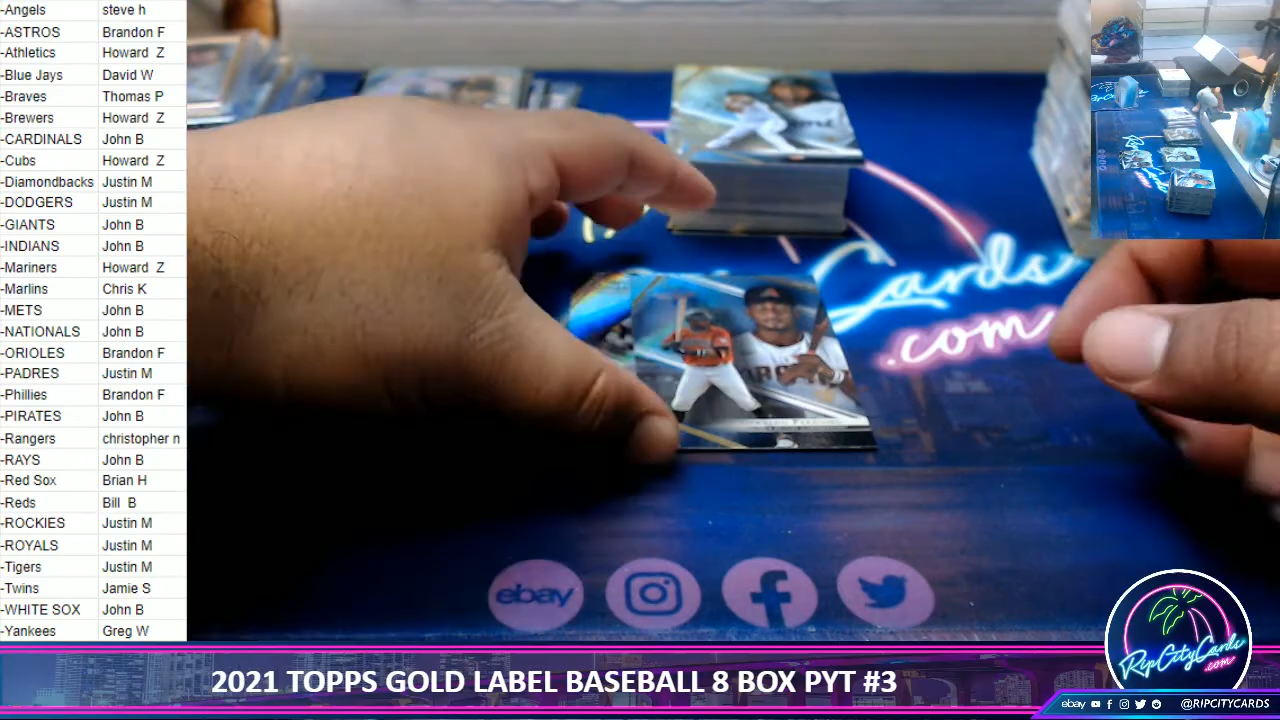 -Angels steve h
-ASTROS Brandon F
-Athletics Howard Z
-Blue Jays David W
-Braves Thomas P
-Brewers Howard Z
-CARDINALS John B
-Cubs Howard Z
-Diamondbacks Justin M
-DODGERS Justin M
-GIANTS John B
-INDIANS John B
-Mariners Howard Z
-Marlins Chris K
-METS John B
-NATIONALS John B
-ORIOLES Brandon F
-PADRES Justin M
-Phillies Brandon F
-PIRATES John B
-Rangers christopher n
-RAYS John B
-Red Sox Brian H
-Reds Bill B
-ROCKIES Justin M
-ROYALS Justin M
-Tigers Justin M
-Twins Jamie S
-WHITE SOX John B
-Yankees Greg W
Cards
.com
ebay
RipCityCards
.com
2021 TOPPS GOLD LABEL BASEBALL 8 BOX PYT #3
ebay @RIPCITYCARDS